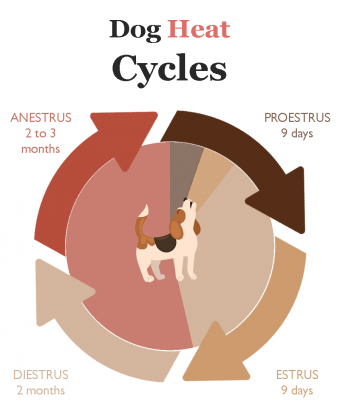 Dog Heat
Cycles
ANESTRUS
2 to 3
months
PROESTRUS
9 days
DIESTRUS
2 months
ESTRUS
9 days